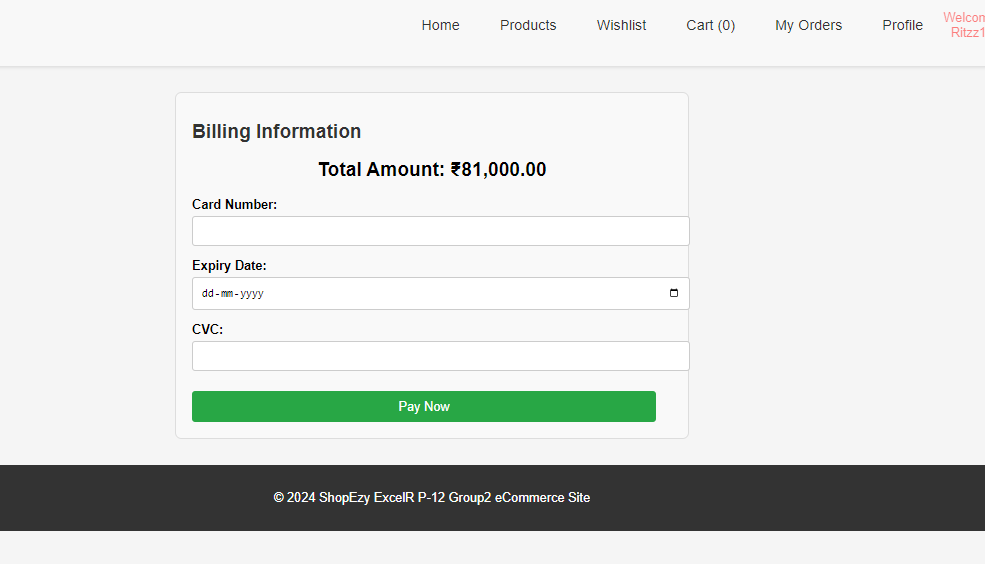 Home Products Wishlist Cart (0) My Orders Profile Welcom
Ritzz1
Billing Information
Total Amount: ₹81,000.00
Card Number:
Expiry Date:
dd-mm-yyyy
CVC:
Pay Now
© 2024 ShopEzy ExcelR P-12 Group2 eCommerce Site